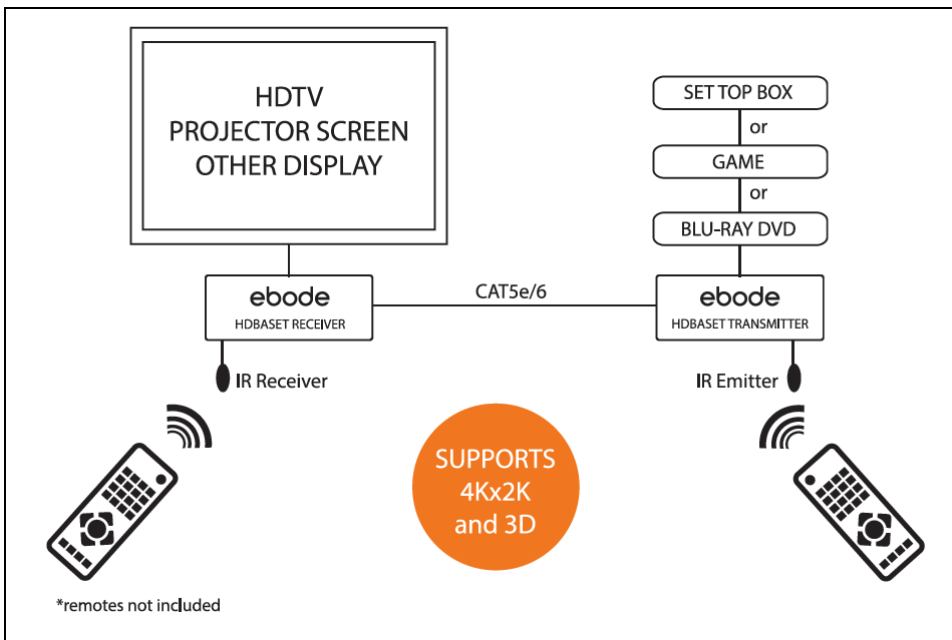 HDTV
PROJECTOR SCREEN
OTHER DISPLAY
SET TOP BOX
or
GAME
or
BLU-RAY DVD
ebode
HDBASET RECEIVER
CAT5e/6
ebode
HDBASET TRANSMITTER
IR Receiver
IR Emitter
SUPPORTS
4Kx2K
and 3D
*remotes not included